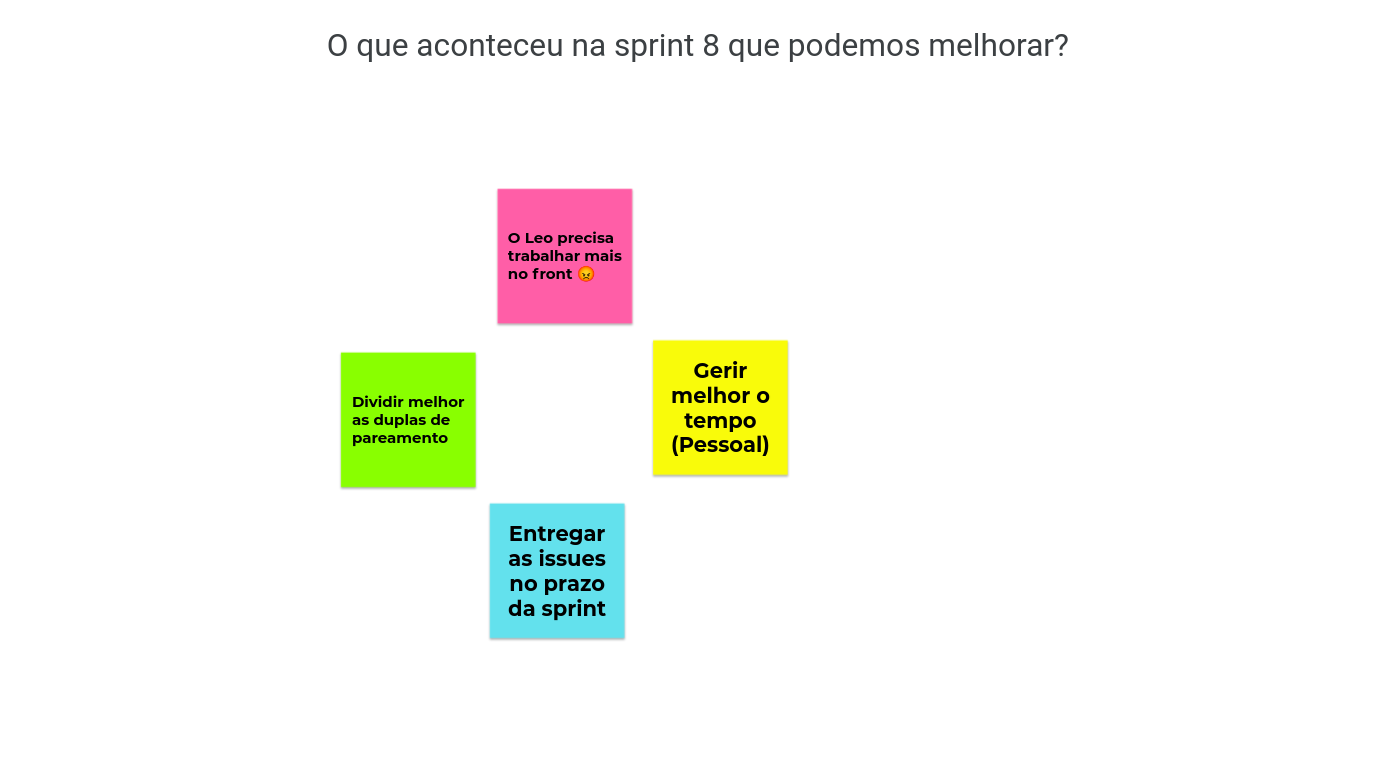 O que aconteceu na sprint 8 que podemos melhorar?
O Leo precisa
trabalhar mais
no front 😡
Dividir melhor
as duplas de
pareamento
Gerir
melhor o
tempo
(Pessoal)
Entregar
as issues
no prazo
da sprint